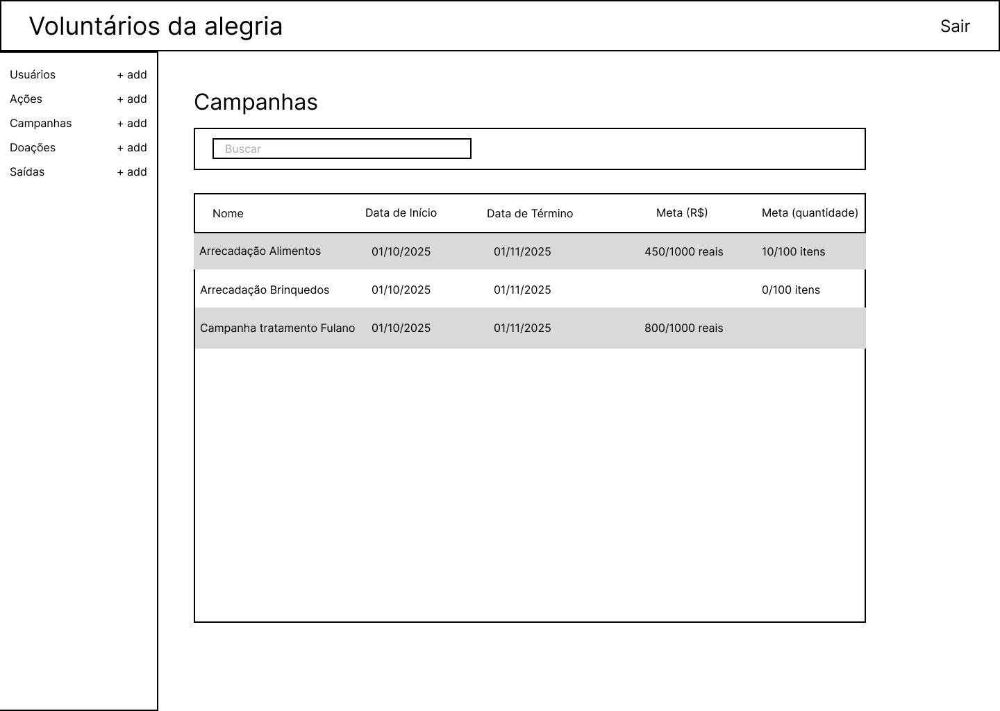 Voluntários da alegria Sair
Usuários + add
Ações + add
Campanhas + add
Doações + add
Saídas + add
Campanhas
Buscar
Nome Data de Início Data de Término Meta (R$) Meta (quantidade)
Arrecadação Alimentos 01/10/2025 01/11/2025 450/1000 reais 10/100 itens
Arrecadação Brinquedos 01/10/2025 01/11/2025 0/100 itens
Campanha tratamento Fulano 01/10/2025 01/11/2025 800/1000 reais